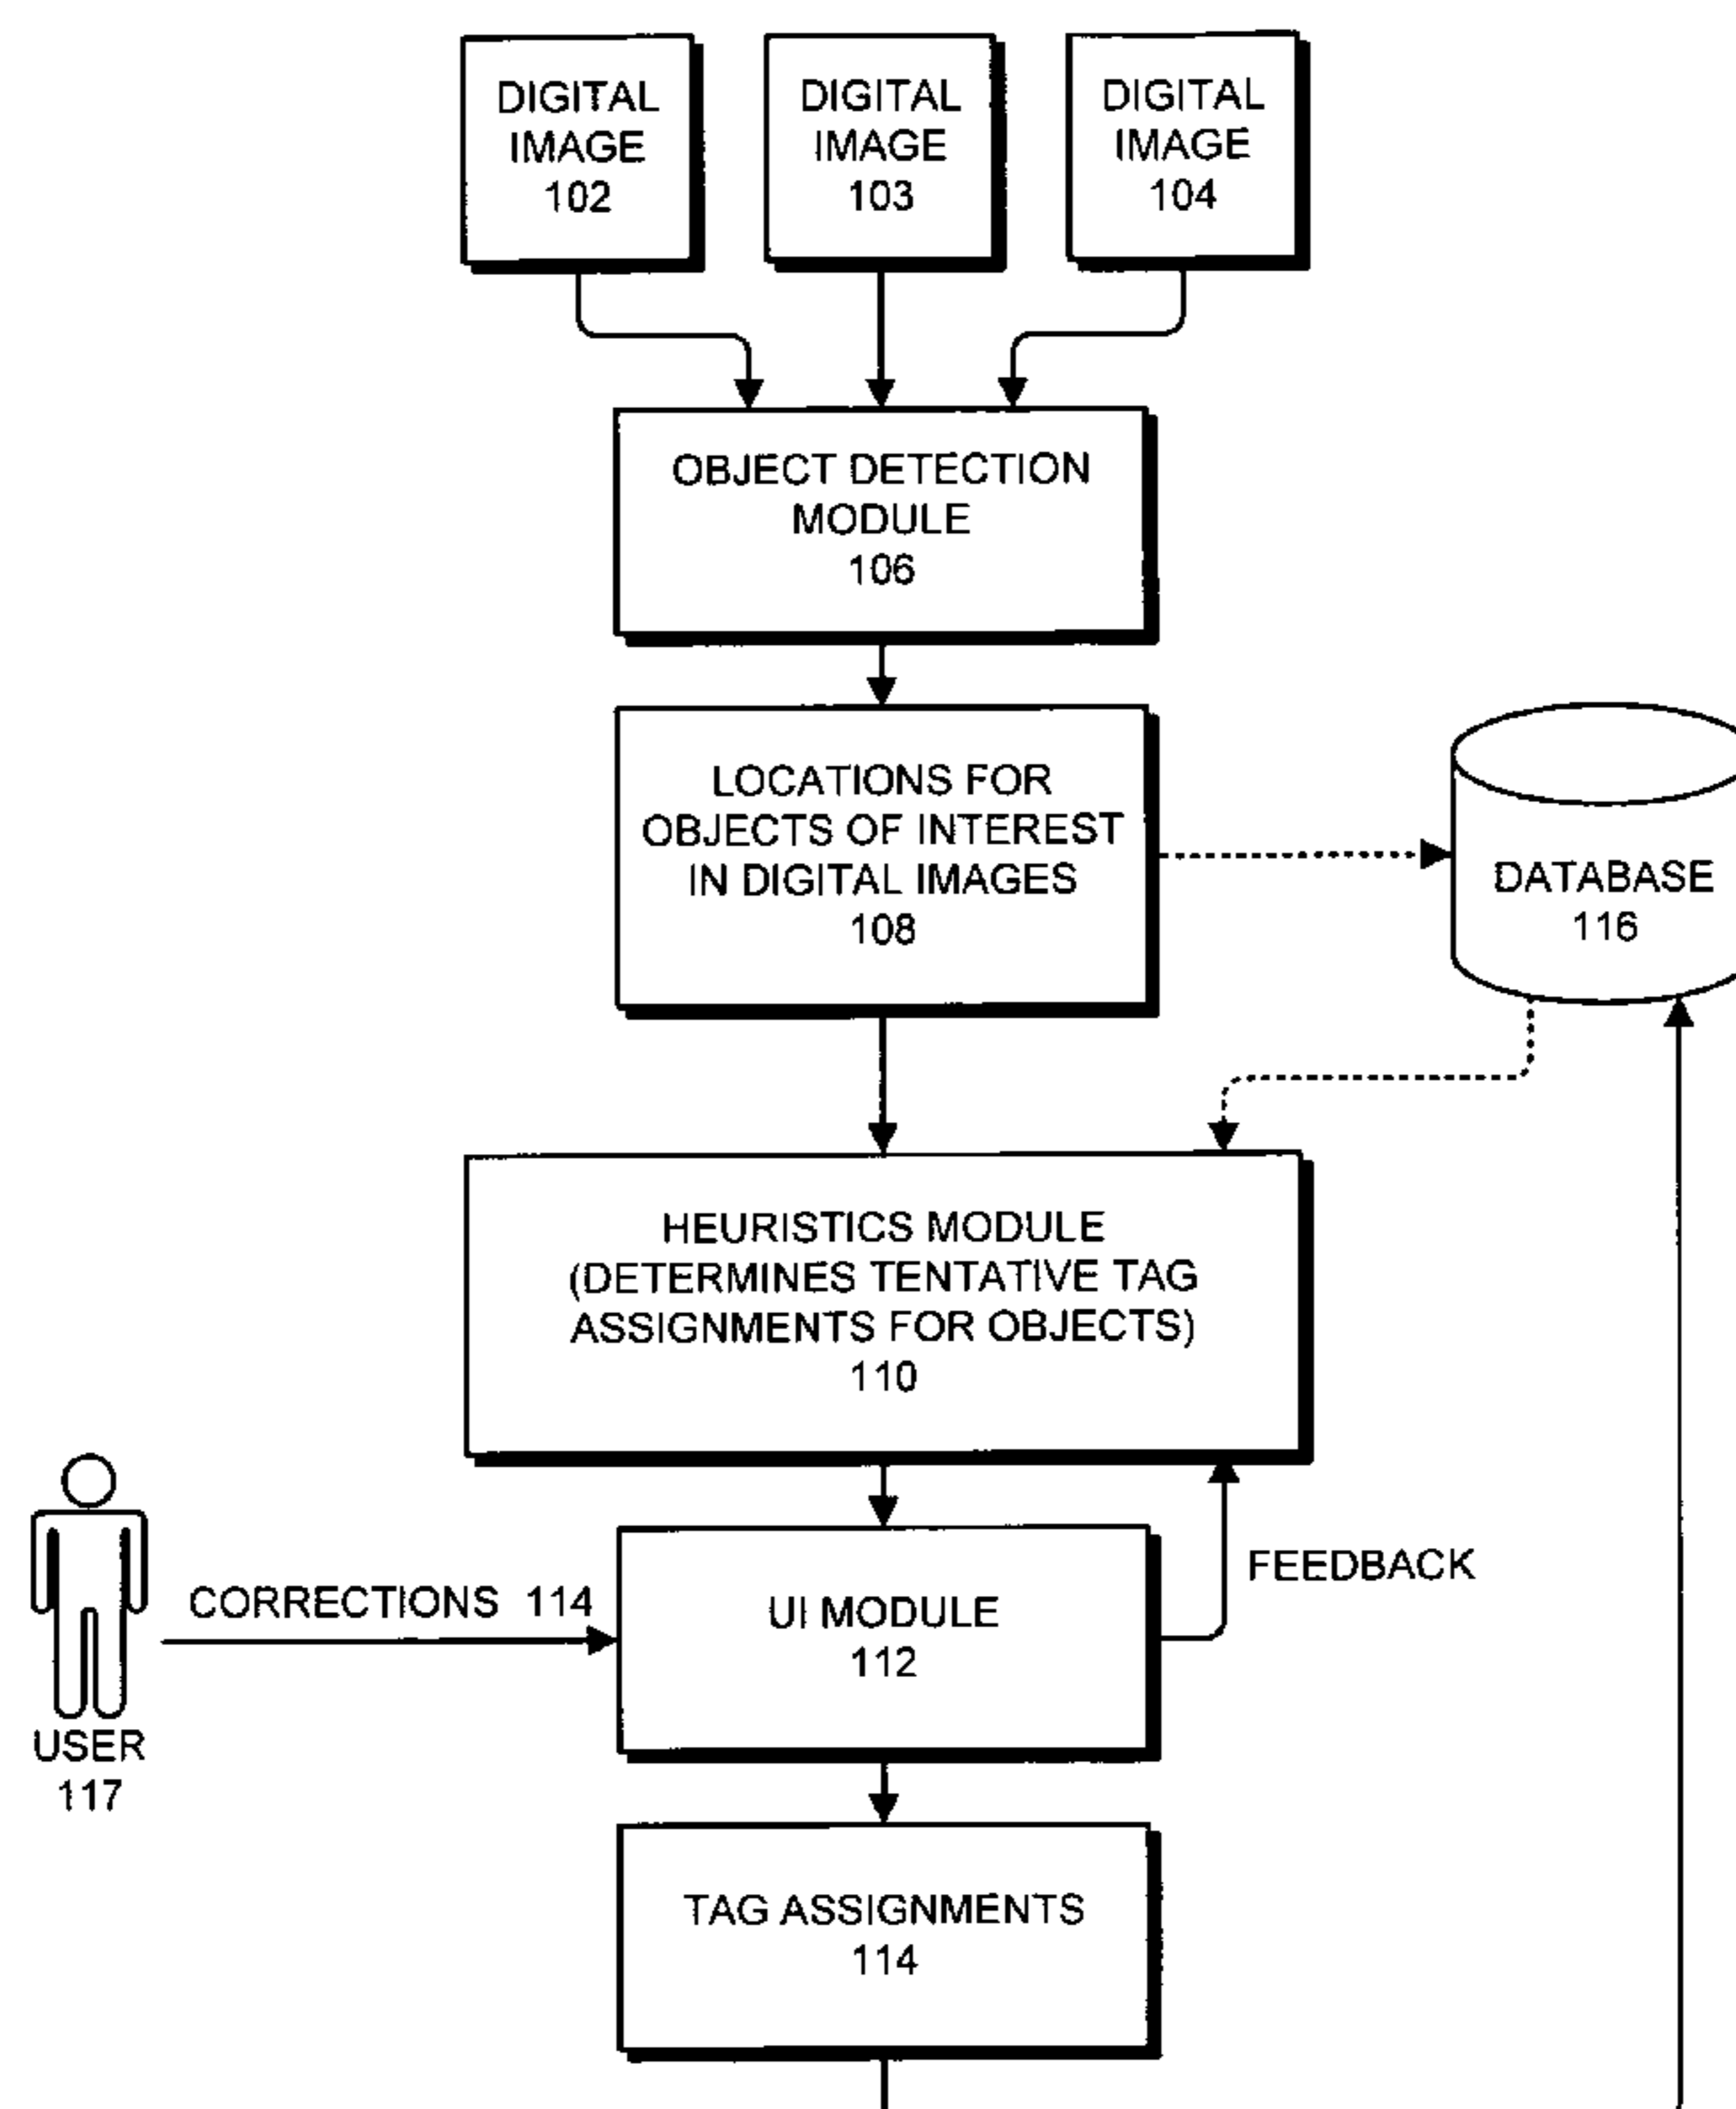 DIGITAL
IMAGE
102
DIGITAL
IMAGE
103
DIGITAL
IMAGE
104
OBJECT DETECTION
MODULE
106
LOCATIONS FOR
OBJECTS OF INTEREST
IN DIGITAL IMAGES
108
DATABASE
116
HEURISTICS MODULE
(DETERMINES TENTATIVE TAG
ASSIGNMENTS FOR OBJECTS)
110
FEEDBACK
CORRECTIONS 114
UI MODULE
112
USER
117
TAG ASSIGNMENTS
114